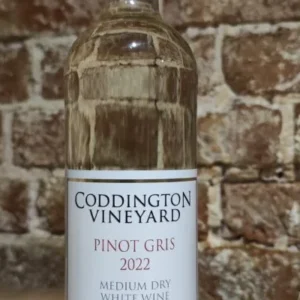 CODDINGTON
VINEYARD
PINOT GRIS
2022
MEDIUM DRY
WHITE WINE